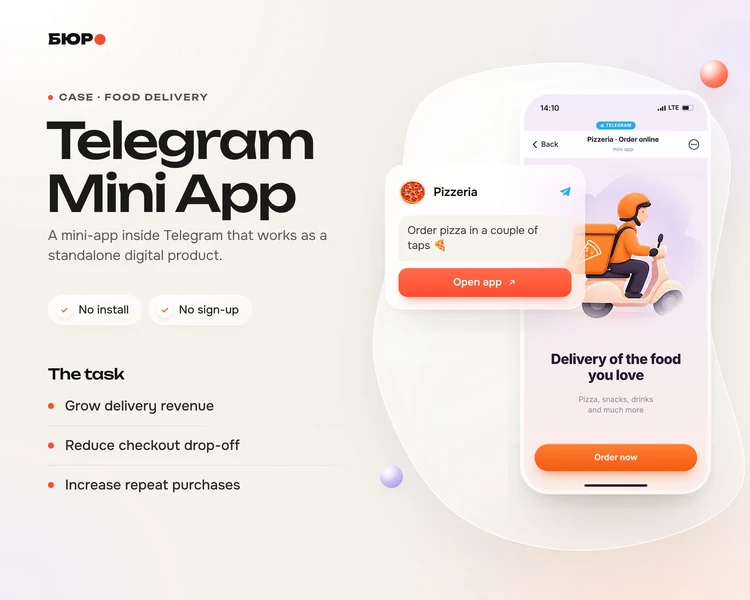 БЮРО
CASE · FOOD DELIVERY
Telegram
Mini App
A mini-app inside Telegram that works as a
standalone digital product.
No install
No sign-up
The task
Grow delivery revenue
Reduce checkout drop-off
Increase repeat purchases
Pizzeria
Order pizza in a couple of
taps 🍕
Open app ↗
14:10
LTE
TELEGRAM
Back
Pizzeria · Order online
mini app
Delivery of the food
you love
Pizza, snacks, drinks
and much more
Order now